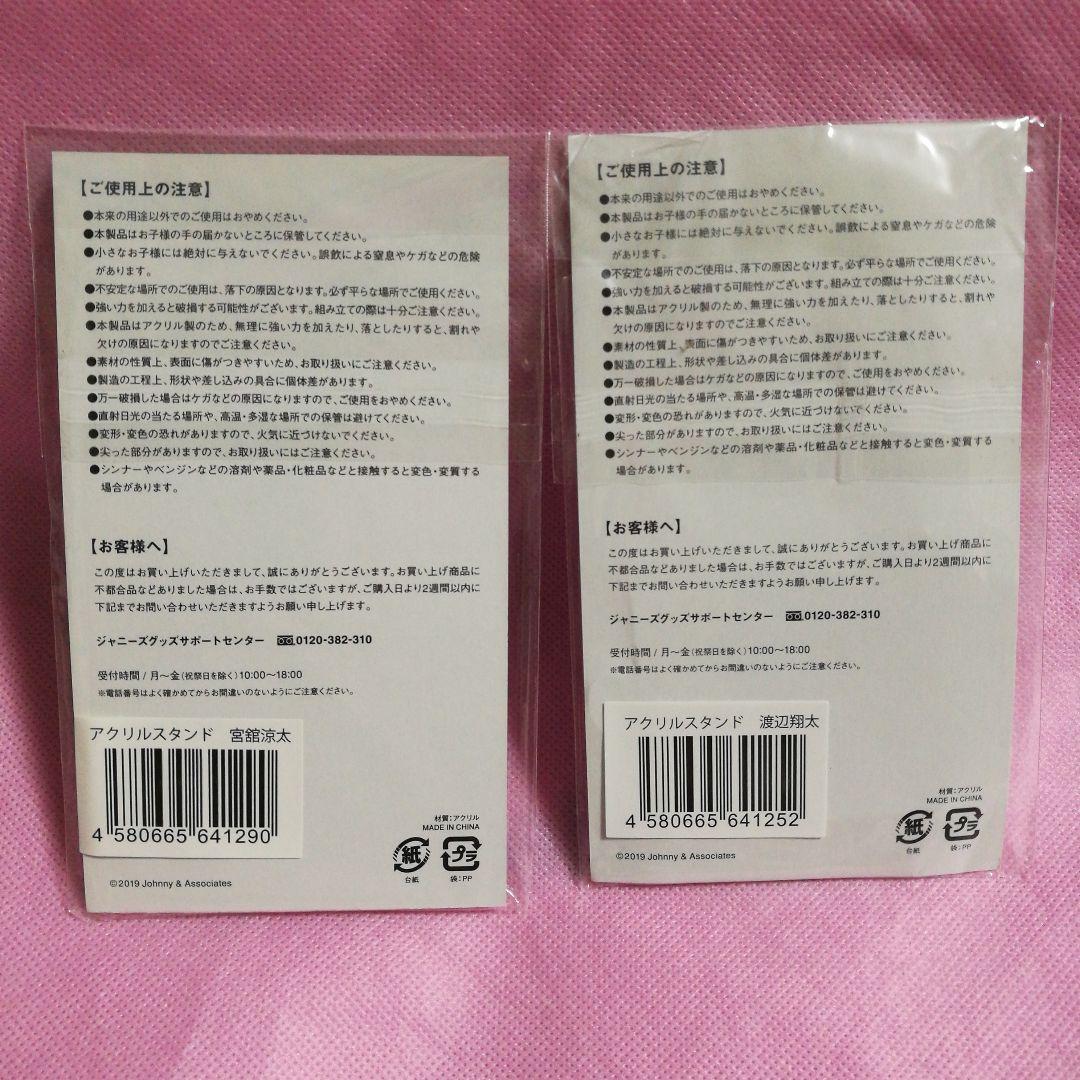 【ご使用上の注意】
●本来の用途以外でのご使用はおやめください。
●本製品はお子様の手の届かないところに保管してください。
●小さなお子様には絶対に与えないでください。誤飲による窒息やケガなどの危険
があります。
●不安定な場所でのご使用は、落下の原因となります。必ず平らな場所でご使用ください。
●強い力を加えると破損する可能性がございます。組み立ての際は十分ご注意ください。
●本製品はアクリル製のため、無理に強い力を加えたり、落としたりすると、割れや
欠けの原因になりますのでご注意ください。
●素材の性質上、表面に傷がつきやすいため、お取り扱いにご注意ください。
●製造の工程上、形状や差し込みの具合に個体差があります。
●万一破損した場合はケガなどの原因になりますので、ご使用をおやめください。
●直射日光の当たる場所や、高温・多湿な場所での保管は避けてください。
●変形・変色の恐れがありますので、火気に近づけないでください。
●尖った部分がありますので、お取り扱いにはご注意ください。
●シンナーやベンジンなどの溶剤や薬品・化粧品などと接触すると変色・変質する
場合があります。
【お客様へ】
この度はお買い上げいただきまして、誠にありがとうございます。お買い上げ商品に
不都合品などありました場合は、お手数ではございますが、ご購入日より2週間以内に
下記までお問い合わせいただきますようお願い申し上げます。
ジャニーズグッズサポートセンター 0120-382-310
受付時間 / 月〜金(祝祭日を除く)10:00〜18:00
※電話番号はよく確かめてからお間違いのないようにご注意ください。
アクリルスタンド 宮舘涼太
4 580665 641290
材質:アクリル
MADE IN CHINA
紙
プラ
台紙
袋:PP
©2019 Johnny & Associates
【ご使用上の注意】
●本来の用途以外でのご使用はおやめください。
●本製品はお子様の手の届かないところに保管してください。
●小さなお子様には絶対に与えないでください。誤飲による窒息やケガなどの危険
があります。
●不安定な場所でのご使用は、落下の原因となります。必ず平らな場所でご使用ください。
●強い力を加えると破損する可能性がございます。組み立ての際は十分ご注意ください。
●本製品はアクリル製のため、無理に強い力を加えたり、落としたりすると、割れや
欠けの原因になりますのでご注意ください。
●素材の性質上、表面に傷がつきやすいため、お取り扱いにご注意ください。
●製造の工程上、形状や差し込みの具合に個体差があります。
●万一破損した場合はケガなどの原因になりますので、ご使用をおやめください。
●直射日光の当たる場所や、高温・多湿な場所での保管は避けてください。
●変形・変色の恐れがありますので、火気に近づけないでください。
●尖った部分がありますので、お取り扱いにはご注意ください。
●シンナーやベンジンなどの溶剤や薬品・化粧品などと接触すると変色・変質する
場合があります。
【お客様へ】
この度はお買い上げいただきまして、誠にありがとうございます。お買い上げ商品に
不都合品などありました場合は、お手数ではございますが、ご購入日より2週間以内に
下記までお問い合わせいただきますようお願い申し上げます。
ジャニーズグッズサポートセンター 0120-382-310
受付時間 / 月〜金(祝祭日を除く)10:00〜18:00
※電話番号はよく確かめてからお間違いのないようにご注意ください。
アクリルスタンド 渡辺翔太
4 580665 641252
材質:アクリル
MADE IN CHINA
紙
プラ
台紙
袋:PP
©2019 Johnny & Associates